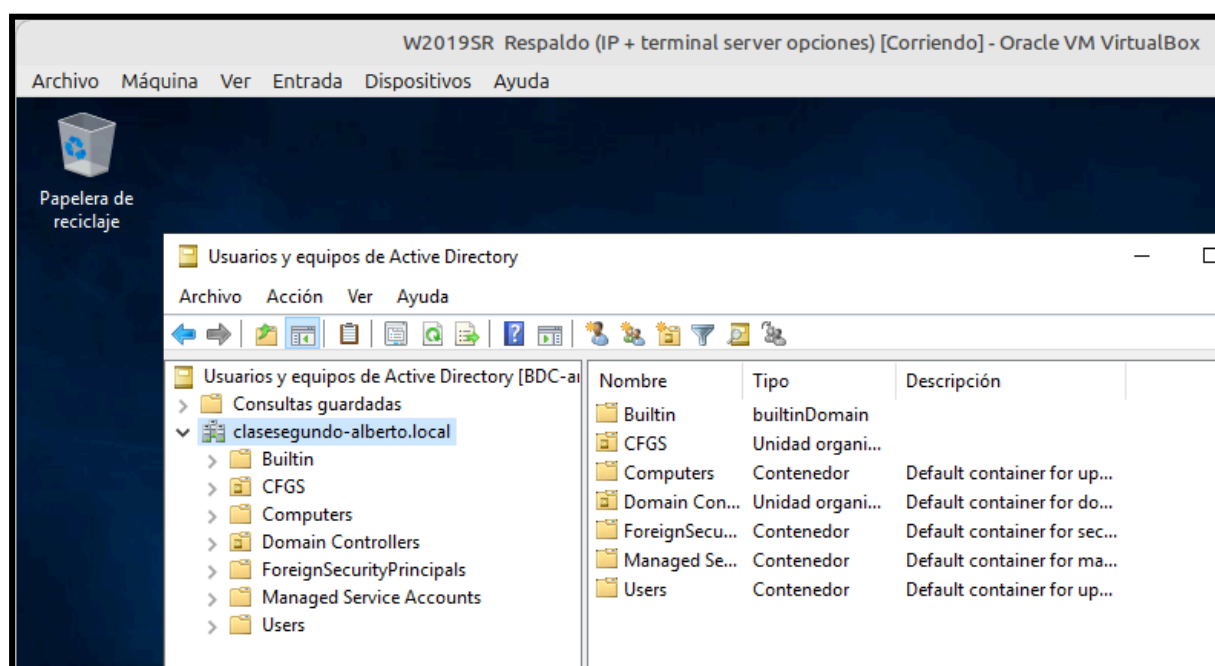 W2019SR Respaldo (IP + terminal server opciones) [Corriendo] - Oracle VM VirtualBox
Archivo Máquina Ver Entrada Dispositivos Ayuda
Papelera de
reciclaje
Usuarios y equipos de Active Directory
Archivo Acción Ver Ayuda
Usuarios y equipos de Active Directory [BDC-
Consultas guardadas
clasesegundo-alberto.local
Builtin
CFGS
Computers
Domain Controllers
ForeignSecurityPrincipals
Managed Service Accounts
Users
Nombre Tipo Descripción
Builtin builtinDomain
CFGS Unidad organi...
Computers Contenedor Default container for up...
Domain Con... Unidad organi... Default container for do...
ForeignSecu... Contenedor Default container for sec...
Managed Se... Contenedor Default container for ma...
Users Contenedor Default container for up...